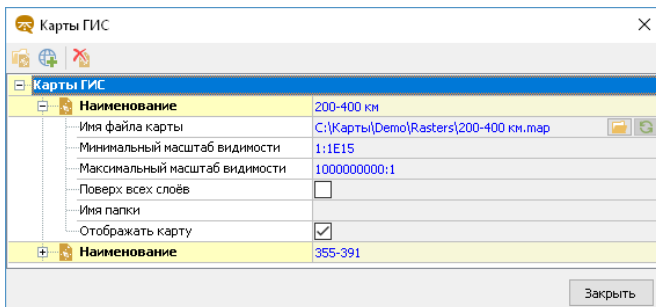 Карты ГИС
Карты ГИС
Наименование 200-400 км
Имя файла карты C:\Карты\Demo\Rasters\200-400 км.map
Минимальный масштаб видимости 1:1E15
Максимальный масштаб видимости 1000000000:1
Поверх всех слоёв
Имя папки
Отображать карту
Наименование 355-391
Закрыть